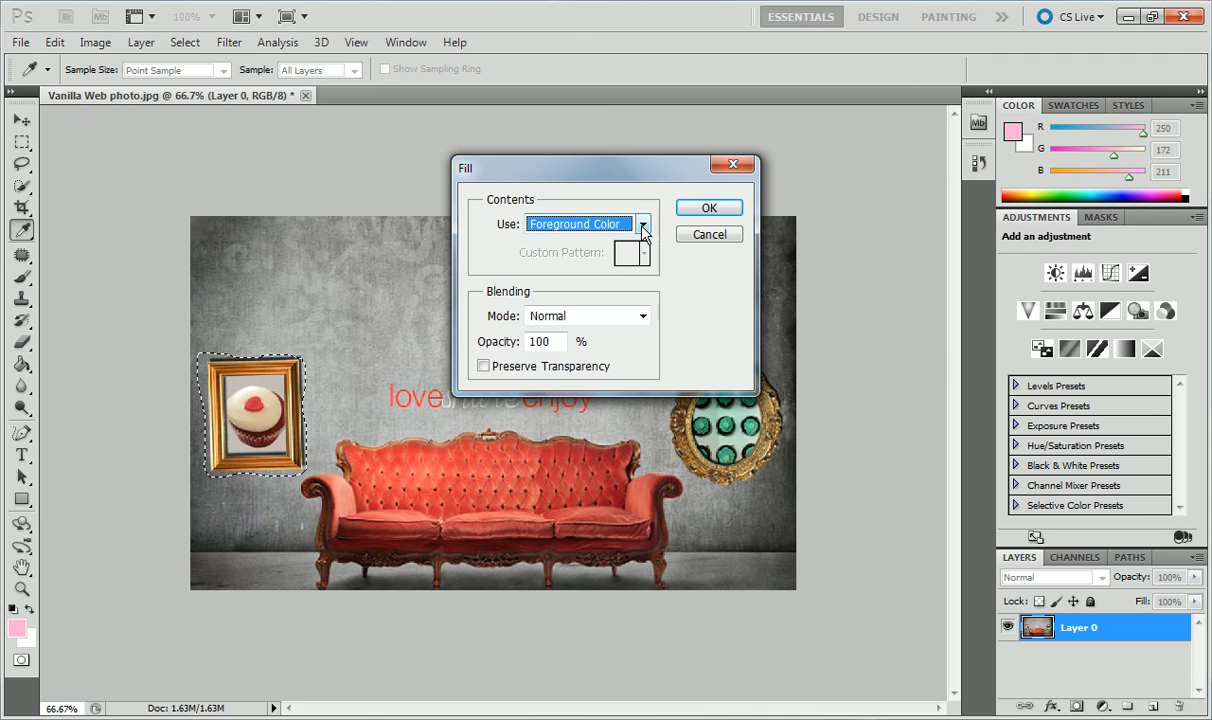 Ps Br Mb 100% ESSENTIALS DESIGN PAINTING CS Live
File Edit Image Layer Select Filter Analysis 3D View Window Help
Sample Size: Point Sample Sample: All Layers Show Sampling Ring
Vanilla Web photo.jpg @ 66.7% (Layer 0, RGB/8) *
Fill
Contents
Use: Foreground Color
Custom Pattern:
OK
Cancel
Blending
Mode: Normal
Opacity: 100 %
Preserve Transparency
love enjoy
Mb
COLOR SWATCHES STYLES
R 250
G 172
B 211
ADJUSTMENTS MASKS
Add an adjustment
Levels Presets
Curves Presets
Exposure Presets
Hue/Saturation Presets
Black & White Presets
Channel Mixer Presets
Selective Color Presets
LAYERS CHANNELS PATHS
Normal Opacity: 100%
Lock: Fill: 100%
Layer 0
T
66.67% Doc: 1.63M/1.63M
fx